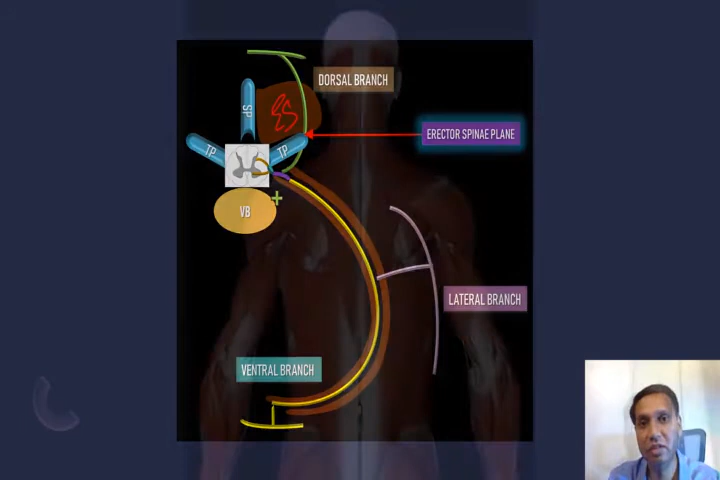 DORSAL BRANCH
SP
ES
ERECTOR SPINAE PLANE
TP
TP
VB
LATERAL BRANCH
VENTRAL BRANCH